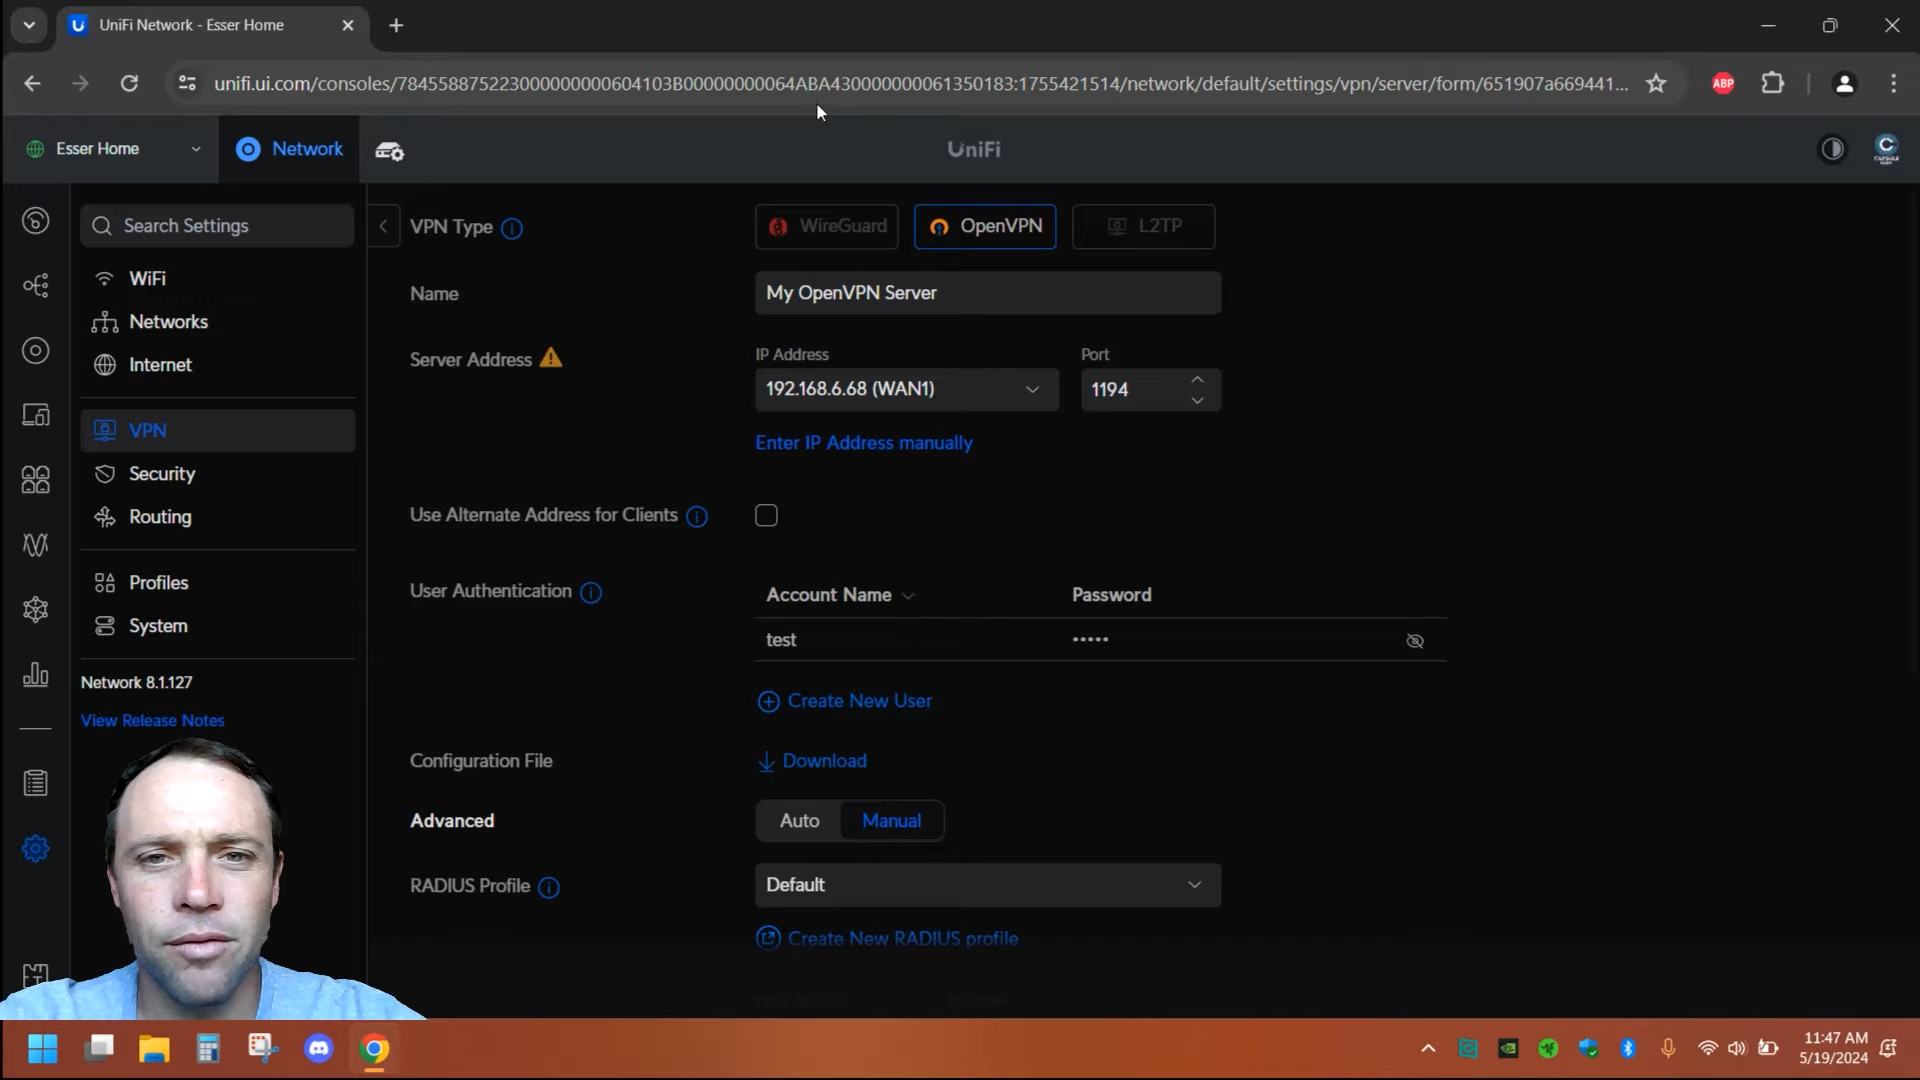 UniFi Network - Esser Home
unifi.ui.com/consoles/784558875223000000000604103B00000000064ABA430000000061350183:1755421514/network/default/settings/vpn/server/form/651907a669441...
ABP
Esser Home
Network
UniFi
Search Settings
WiFi
Networks
Internet
VPN
Security
Routing
Profiles
System
Network 8.1.127
View Release Notes
VPN Type
WireGuard
OpenVPN
L2TP
Name
My OpenVPN Server
Server Address
IP Address
Port
192.168.6.68 (WAN1)
1194
Enter IP Address manually
Use Alternate Address for Clients
User Authentication
Account Name
Password
test
•••••
Create New User
Configuration File
Download
Advanced
Auto
Manual
RADIUS Profile
Default
Create New RADIUS profile
11:47 AM
5/19/2024